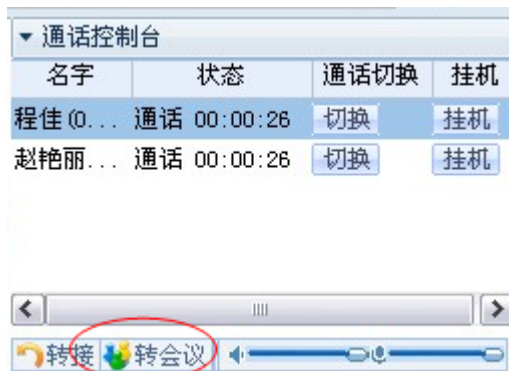 通话控制台
名字 状态 通话切换 挂机
程佳(0... 通话 00:00:26 切换 挂机
赵艳丽... 通话 00:00:26 切换 挂机
转接 转会议